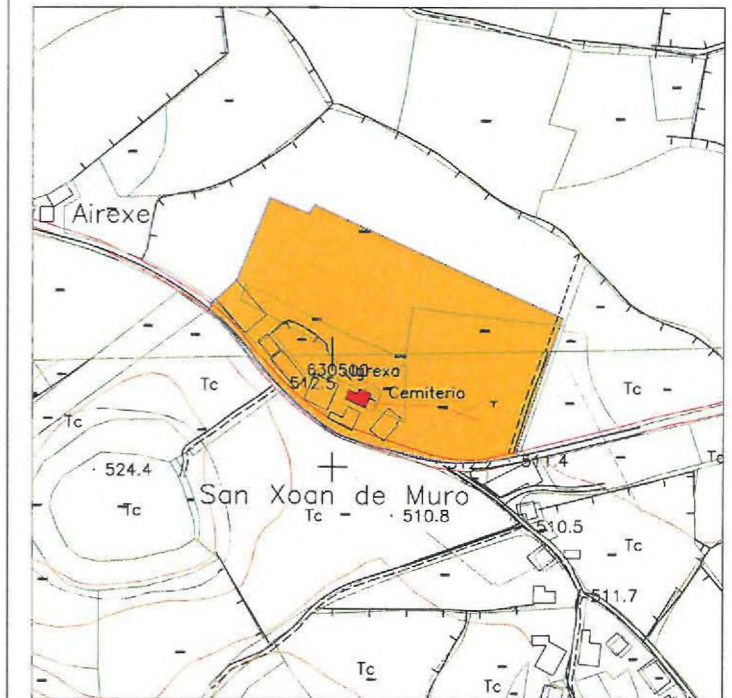 Airexe
630500
Igrexa
512.5
Cemiterio
Tc
Tc
Tc
524.4
Tc
511.4
Tc
San Xoan de Muro
Tc
510.8
510.5
Tc
511.7
Tc
Tc